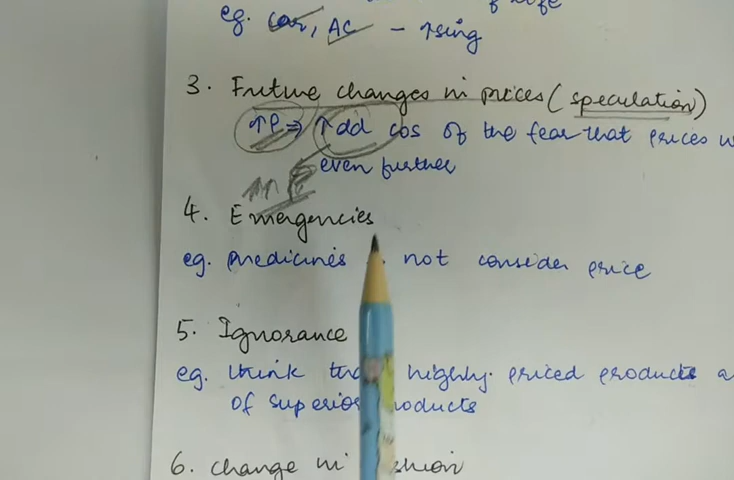 eg. car, AC - ↑sing
3. Future changes in prices (speculation)
↑P ⇒ ↑ dd cos of the fear that prices
even further
4. Emergencies
eg. medicines not consider price
5. Ignorance
eg. think highly priced products
of superior products
6. change in